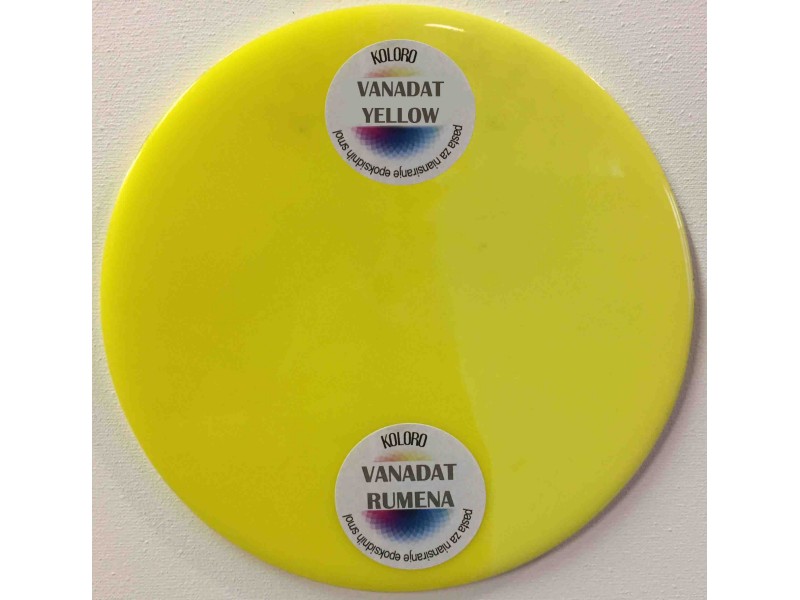 KOLORO
VANADAT
YELLOW
pasta za niansiranje epoksidnih smol
KOLORO
VANADAT
RUMENA
pasta za niansiranje epoksidnih smol